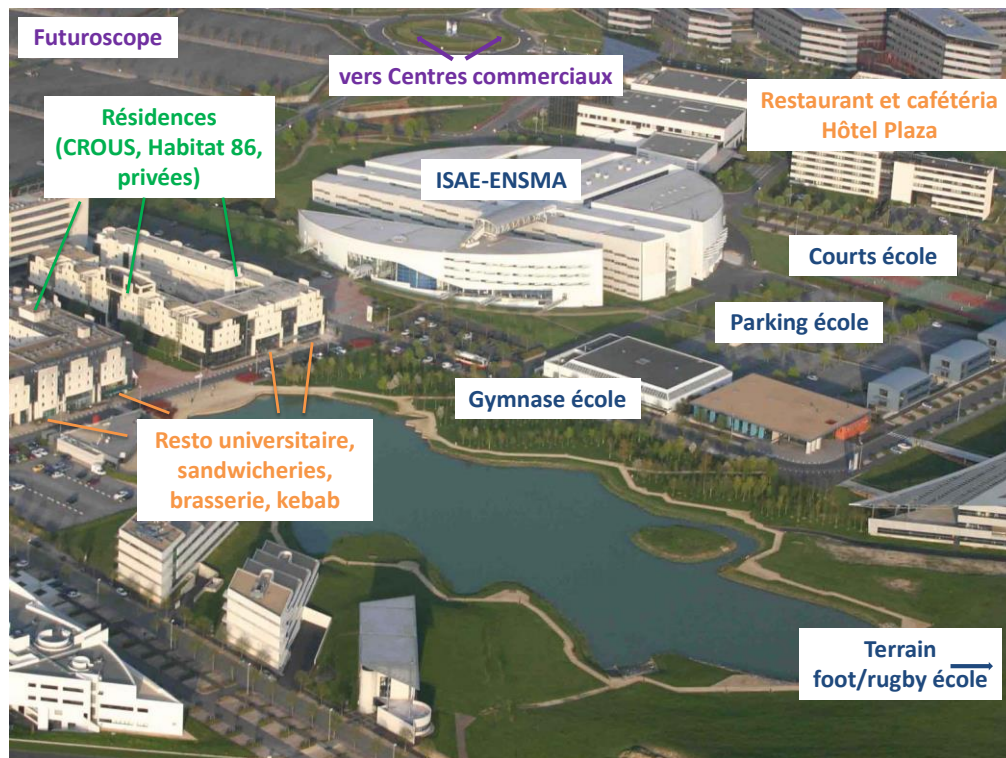 Futuroscope
vers Centres commerciaux
Résidences
(CROUS, Habitat 86,
privées)
Restaurant et cafétéria
Hôtel Plaza
ISAE-ENSMA
Courts école
Parking école
Gymnase école
Resto universitaire,
sandwicheries,
brasserie, kebab
Terrain
foot/rugby école